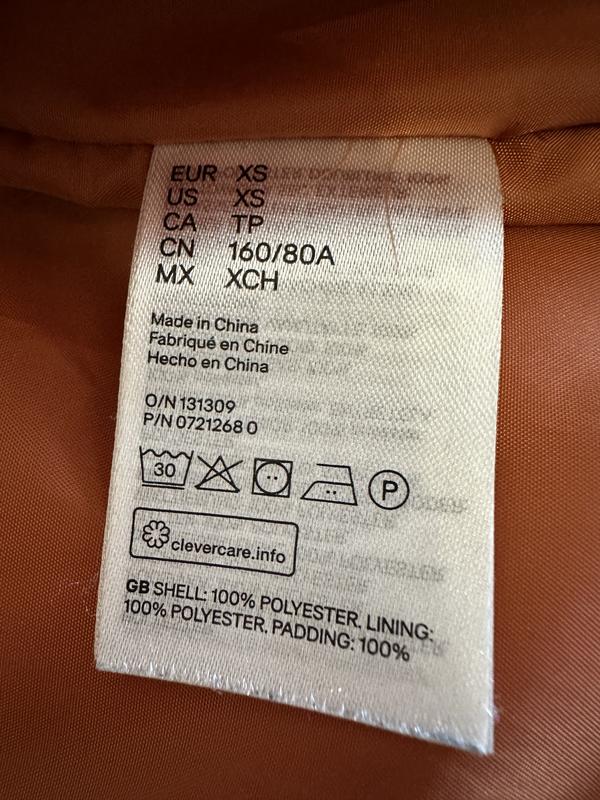 EUR XS
US XS
CA TP
CN 160/80A
MX XCH
Made in China
Fabriqué en Chine
Hecho en China
O/N 131309
P/N 0721268 0
30
P
clevercare.info
GB SHELL: 100% POLYESTER. LINING:
100% POLYESTER. PADDING: 100%